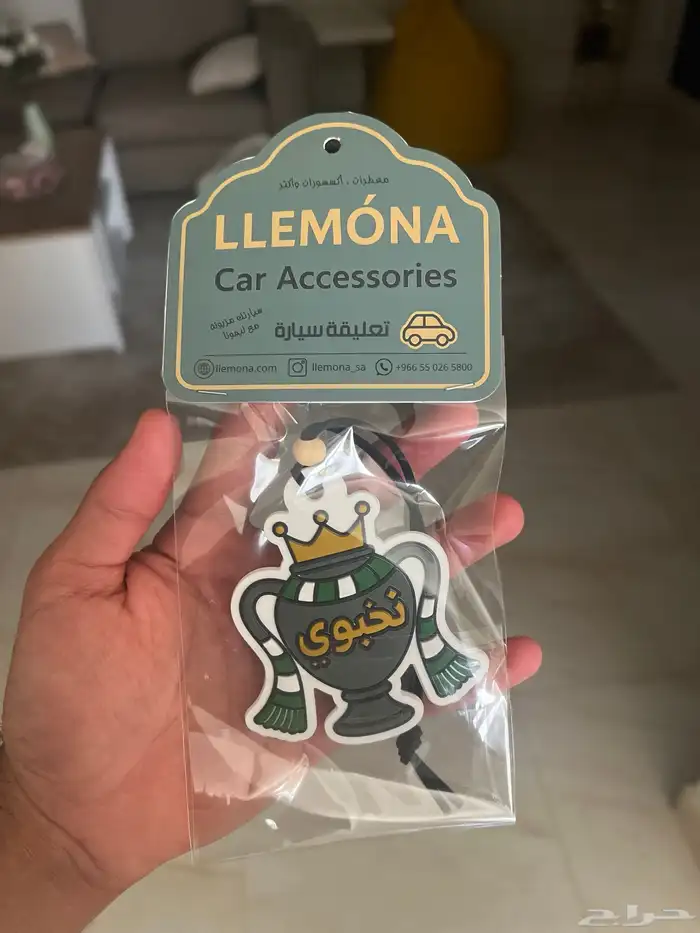 معطرات ، أكسسورات وأكثر
LLEMÓNA
Car Accessories
سيارتك مزيونة
مع ليمونا
تعليقة سيارة
llemona.com
llemona_sa
+966 55 026 5800
نخبوي
حراج